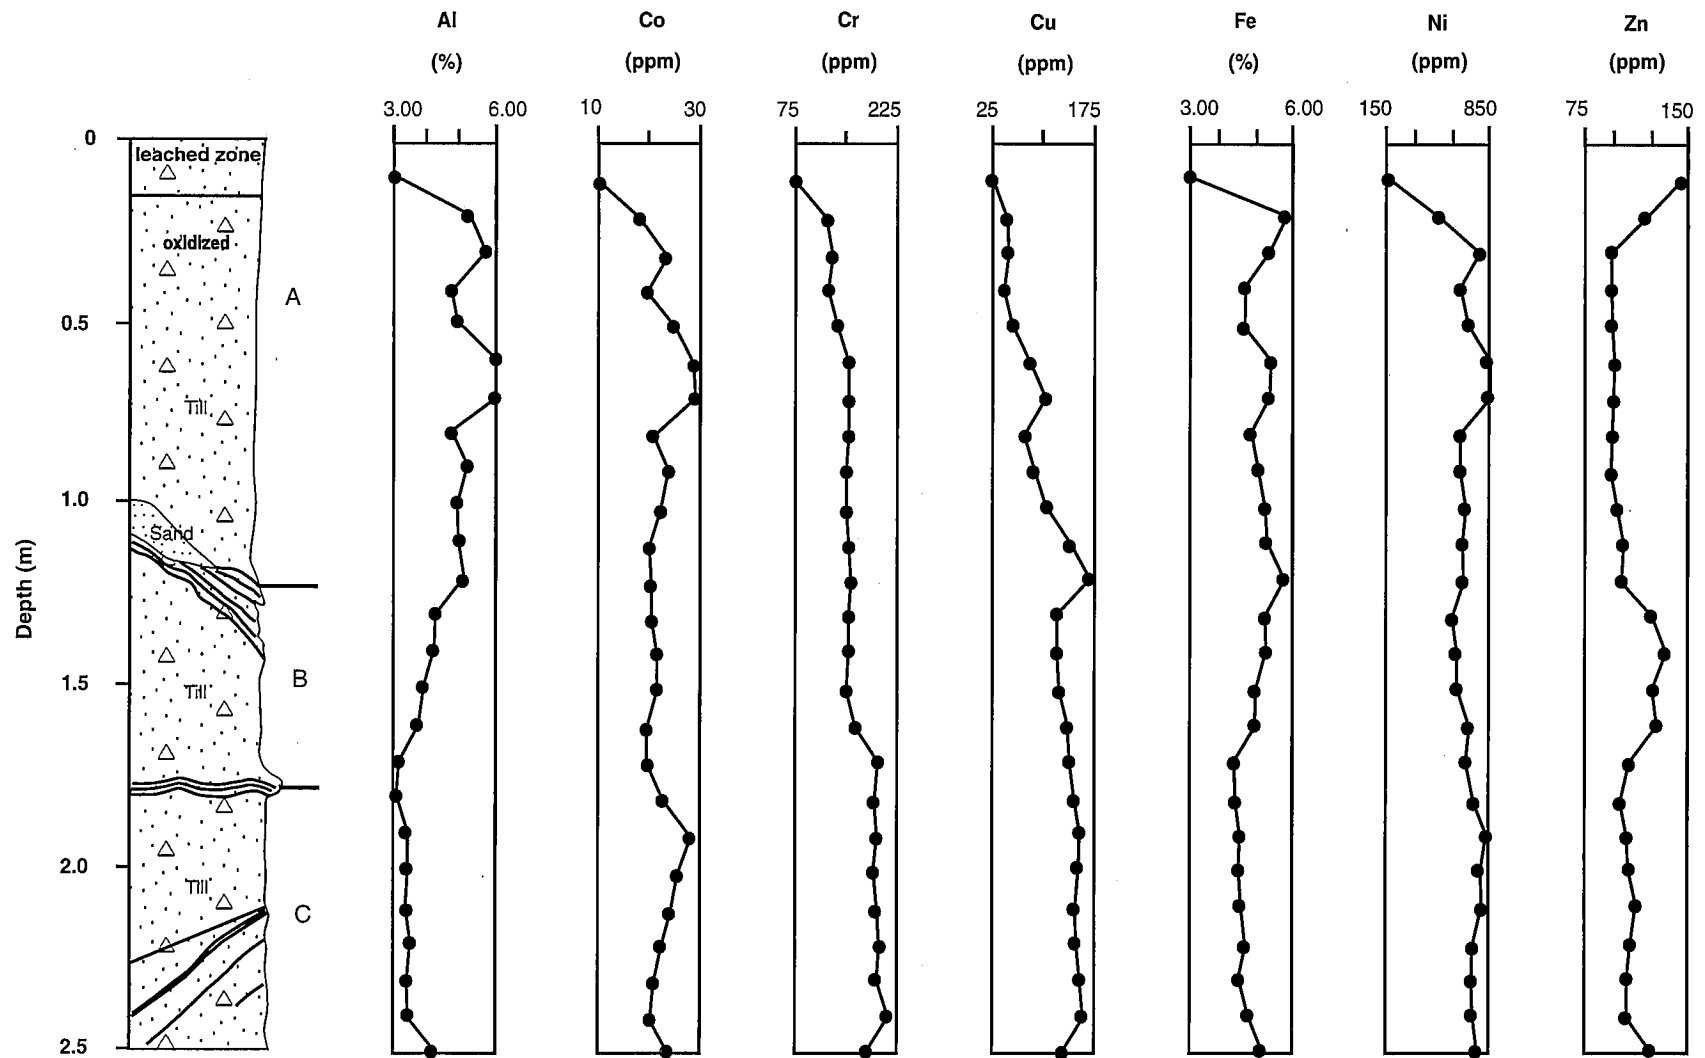 Al Co Cr Cu Fe Ni Zn
(%) (ppm) (ppm) (ppm) (%) (ppm) (ppm)
3.00 6.00 10 30 75 225 25 175 3.00 6.00 150 850 75 150
0
leached zone
oxidized
A
0.5
Till
1.0
Sand
Depth (m)
1.5
Till
B
2.0
Till
C
2.5